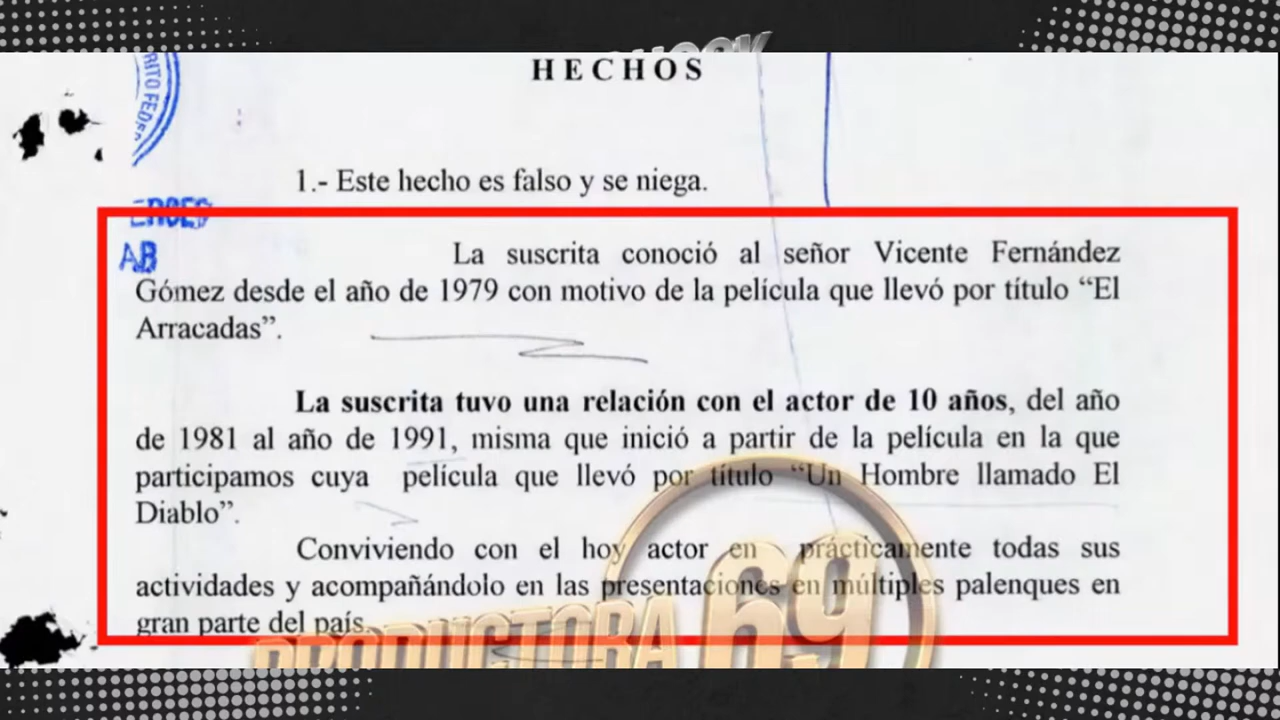 HECHOS
RITO FEDER
1.- Este hecho es falso y se niega.
AB
La suscrita conoció al señor Vicente Fernández
Gómez desde el año de 1979 con motivo de la película que llevó por título “El
Arracadas”.
La suscrita tuvo una relación con el actor de 10 años, del año
de 1981 al año de 1991, misma que inició a partir de la película en la que
participamos cuya película que llevó por título “Un Hombre llamado El
Diablo”.
Conviviendo con el hoy actor en prácticamente todas sus
actividades y acompañándolo en las presentaciones en múltiples palenques en
gran parte del país.
PRODUCTORA 69